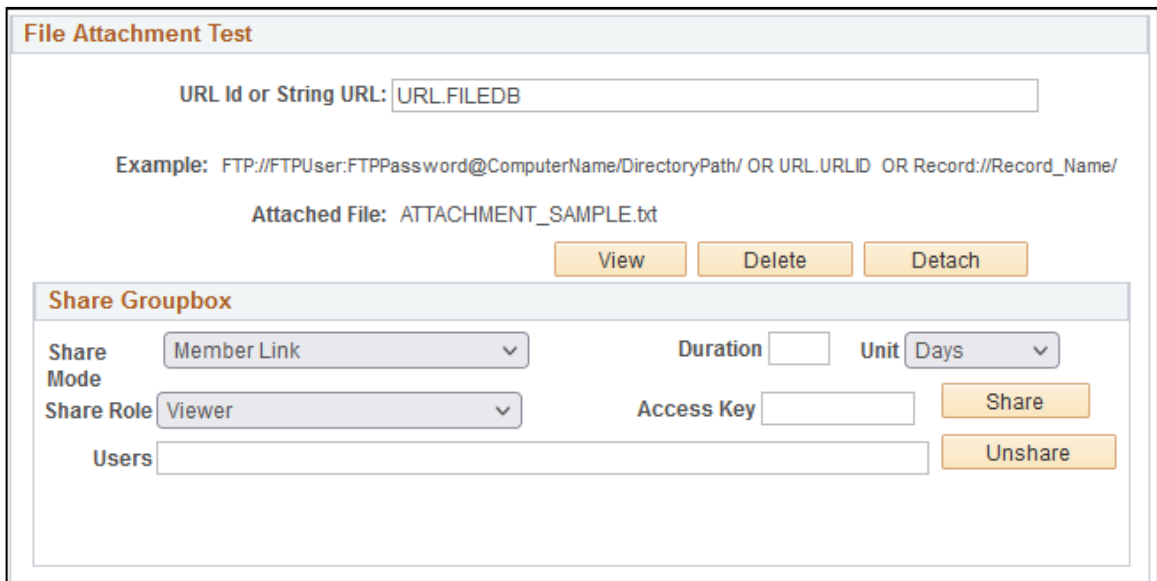 File Attachment Test
URL Id or String URL: URL.FILEDB
Example: FTP://FTPUser:FTPPassword@ComputerName/DirectoryPath/ OR URL.URLID OR Record://Record_Name/
Attached File: ATTACHMENT_SAMPLE.txt
View Delete Detach
Share Groupbox
Share Mode Member Link Duration Unit Days
Share Role Viewer Access Key Share
Users Unshare